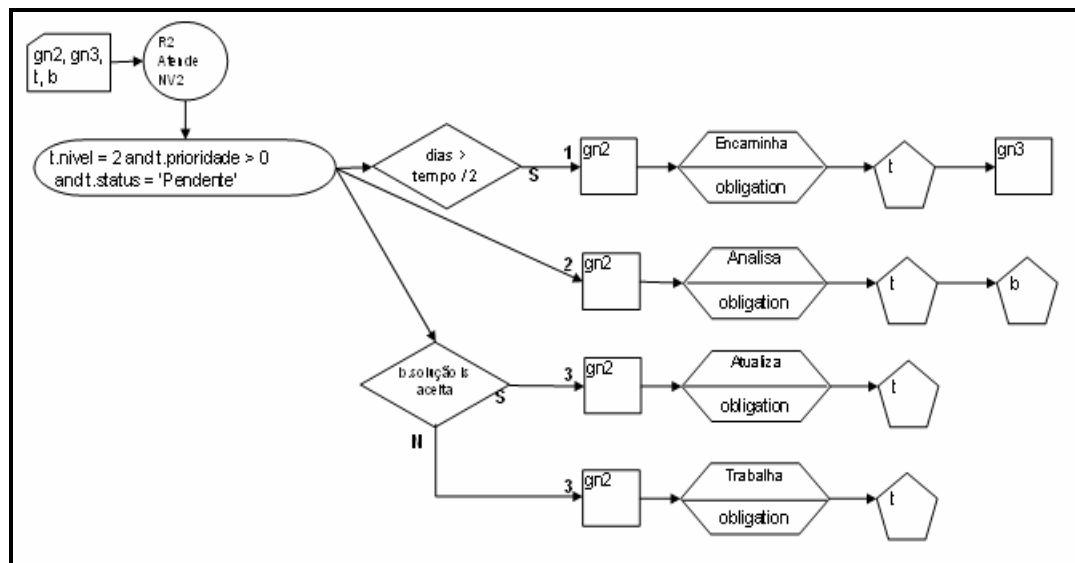 gn2, gn3,
t, b
R2
Atende
NV2
t.nivel = 2 and t.prioridade > 0
and t.status = 'Pendente'
dias >
tempo / 2
S
1
gn2
Encaminha
obligation
t
gn3
2
gn2
Analisa
obligation
t
b
b.solução is
aceita
S
N
3
gn2
Atualiza
obligation
t
3
gn2
Trabalha
obligation
t